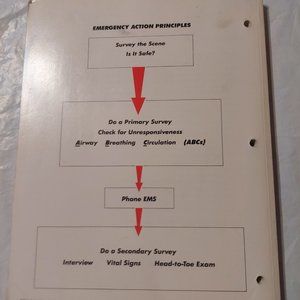 EMERGENCY ACTION PRINCIPLES
Survey the Scene
Is It Safe?
Do a Primary Survey
Check for Unresponsiveness
Airway Breathing Circulation (ABCs)
Phone EMS
Do a Secondary Survey
Interview Vital Signs Head-to-Toe Exam